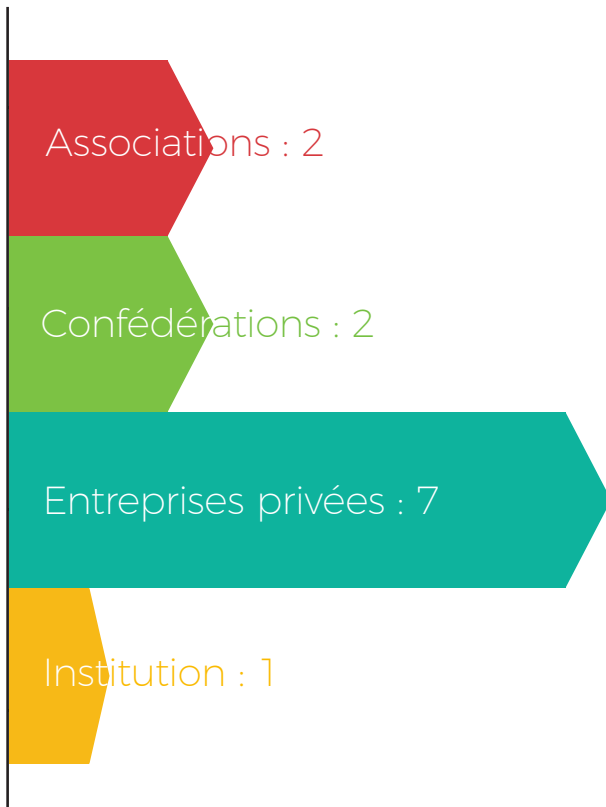 Associations : 2
Confédérations : 2
Entreprises privées : 7
Institution : 1